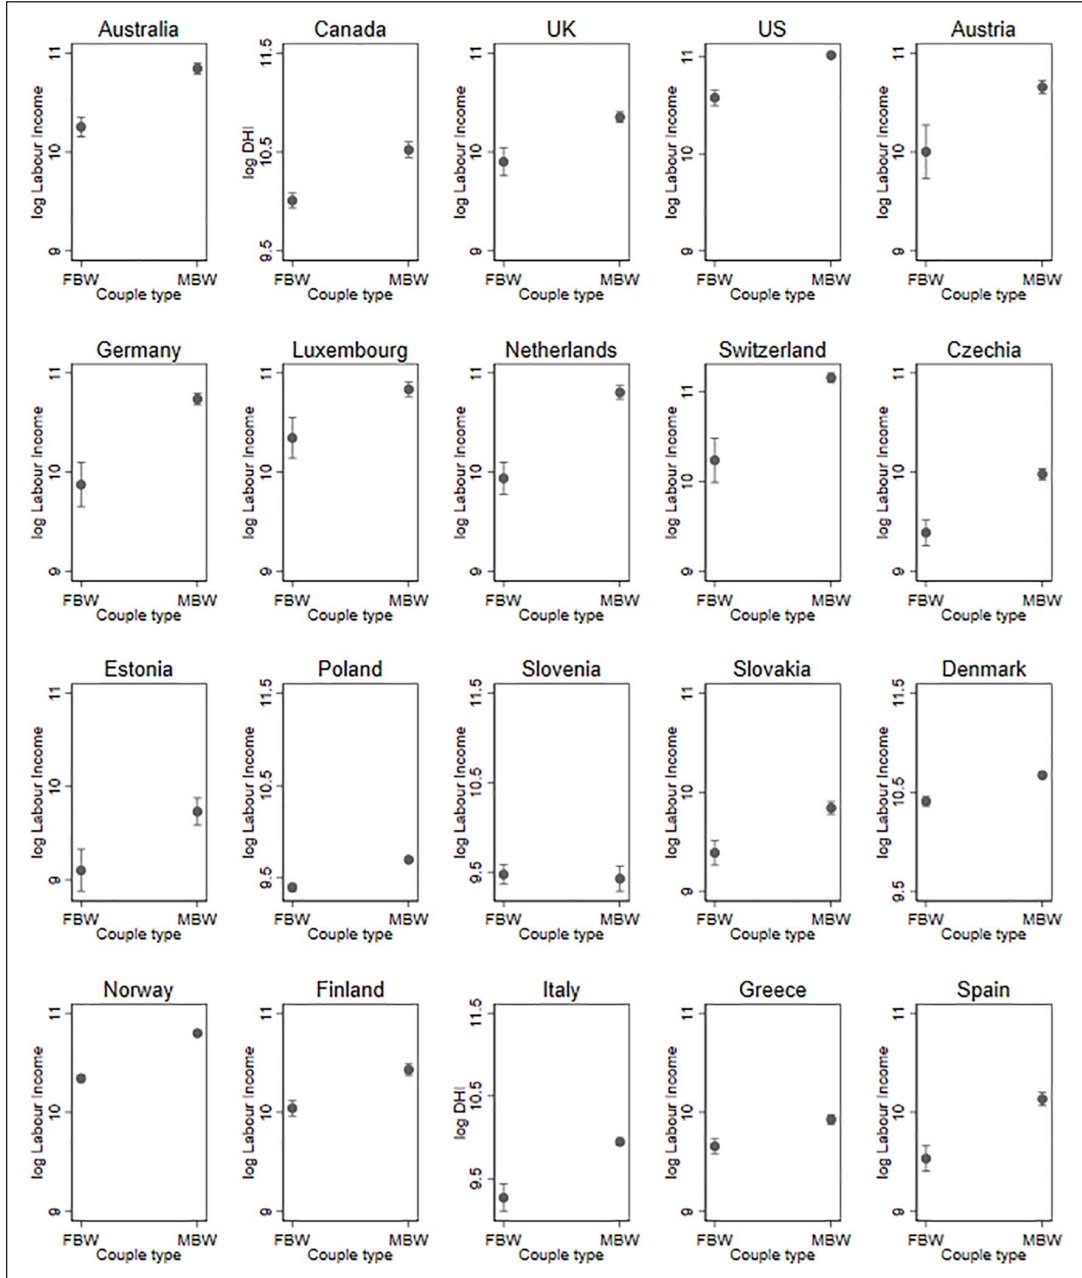 Australia Canada UK US Austria
log Labour Income 11 10 9 FBW MBW
Couple type
log DHI 11.5 10.5 9.5 FBW MBW
Couple type
log Labour Income 11 10 9 FBW MBW
Couple type
log Labour Income 11 10 9 FBW MBW
Couple type
log Labour Income 11 10 9 FBW MBW
Couple type
Germany Luxembourg Netherlands Switzerland Czechia
log Labour Income 11 10 9 FBW MBW
Couple type
log Labour Income 11 10 9 FBW MBW
Couple type
log Labour Income 11 10 9 FBW MBW
Couple type
log Labour Income 11 10 9 FBW MBW
Couple type
log Labour Income 11 10 9 FBW MBW
Couple type
Estonia Poland Slovenia Slovakia Denmark
log Labour Income 11 10 9 FBW MBW
Couple type
log Labour Income 11.5 10.5 9.5 FBW MBW
Couple type
log Labour Income 11.5 10.5 9.5 FBW MBW
Couple type
log Labour Income 11 10 9 FBW MBW
Couple type
log Labour Income 11.5 10.5 9.5 FBW MBW
Couple type
Norway Finland Italy Greece Spain
log Labour Income 11 10 9 FBW MBW
Couple type
log Labour Income 11 10 9 FBW MBW
Couple type
log DHI 11.5 10.5 9.5 FBW MBW
Couple type
log Labour Income 11 10 9 FBW MBW
Couple type
log Labour Income 11 10 9 FBW MBW
Couple type